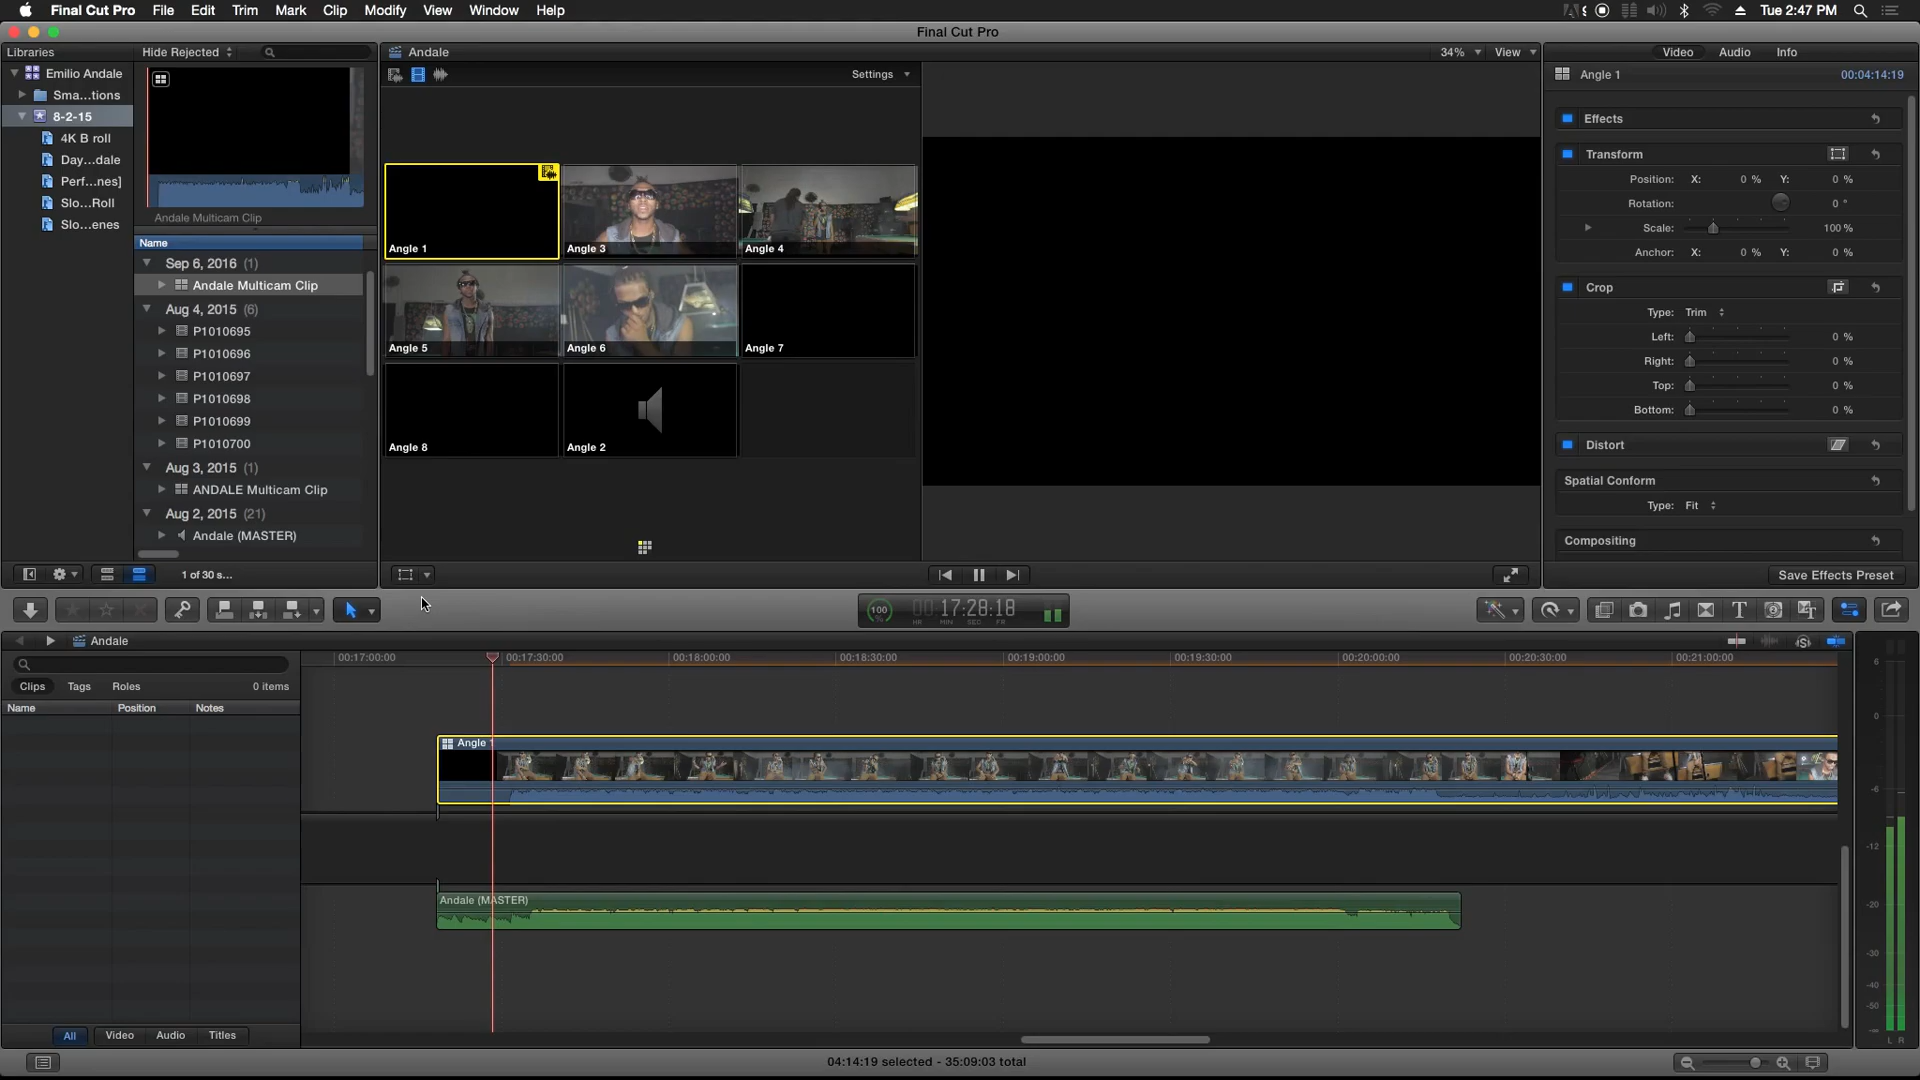 Final Cut Pro File Edit Trim Mark Clip Modify View Window Help
Tue 2:47 PM
Final Cut Pro
Libraries
Hide Rejected
Andale
34%
View
Video
Audio
Info
Emilio Andale
Sma...tions
8-2-15
4K B roll
Day...dale
Perf...nes]
Slo...Roll
Slo...enes
Andale Multicam Clip
Name
Sep 6, 2016 (1)
Andale Multicam Clip
Aug 4, 2015 (6)
P1010695
P1010696
P1010697
P1010698
P1010699
P1010700
Aug 3, 2015 (1)
ANDALE Multicam Clip
Aug 2, 2015 (21)
Andale (MASTER)
1 of 30 s...
Settings
Angle 1
Angle 3
Angle 4
Angle 5
Angle 6
Angle 7
Angle 8
Angle 2
Angle 1
00:04:14:19
Effects
Transform
Position: X: 0 % Y: 0 %
Rotation: 0 °
Scale: 100 %
Anchor: X: 0 % Y: 0 %
Crop
Type: Trim
Left: 0 %
Right: 0 %
Top: 0 %
Bottom: 0 %
Distort
Spatial Conform
Type: Fit
Compositing
Save Effects Preset
100 %
00:17:28:18
HR MIN SEC FR
Andale
Clips
Tags
Roles
0 items
Name
Position
Notes
00:17:00:00
00:17:30:00
00:18:00:00
00:18:30:00
00:19:00:00
00:19:30:00
00:20:00:00
00:20:30:00
00:21:00:00
Angle 1
Andale (MASTER)
6
0
-6
-12
-20
-30
-40
-50
-∞
L R
All
Video
Audio
Titles
04:14:19 selected - 35:09:03 total